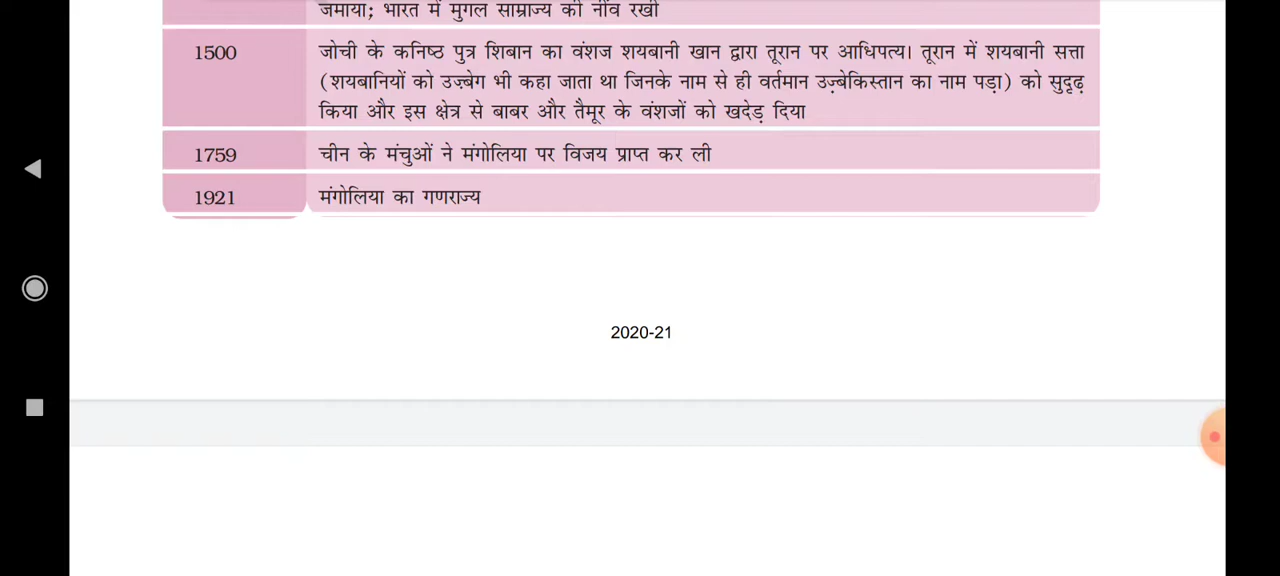 जमाया; भारत में मुगल साम्राज्य की नींव रखी
1500 जोची के कनिष्ठ पुत्र शिबान का वंशज शयबानी खान द्वारा तूरान पर आधिपत्य। तूरान में शयबानी सत्ता
(शयबानियों को उज़्बेग भी कहा जाता था जिनके नाम से ही वर्तमान उज़्बेकिस्तान का नाम पड़ा) को सुदृढ़
किया और इस क्षेत्र से बाबर और तैमूर के वंशजों को खदेड़ दिया
1759 चीन के मंचुओं ने मंगोलिया पर विजय प्राप्त कर ली
1921 मंगोलिया का गणराज्य
2020-21